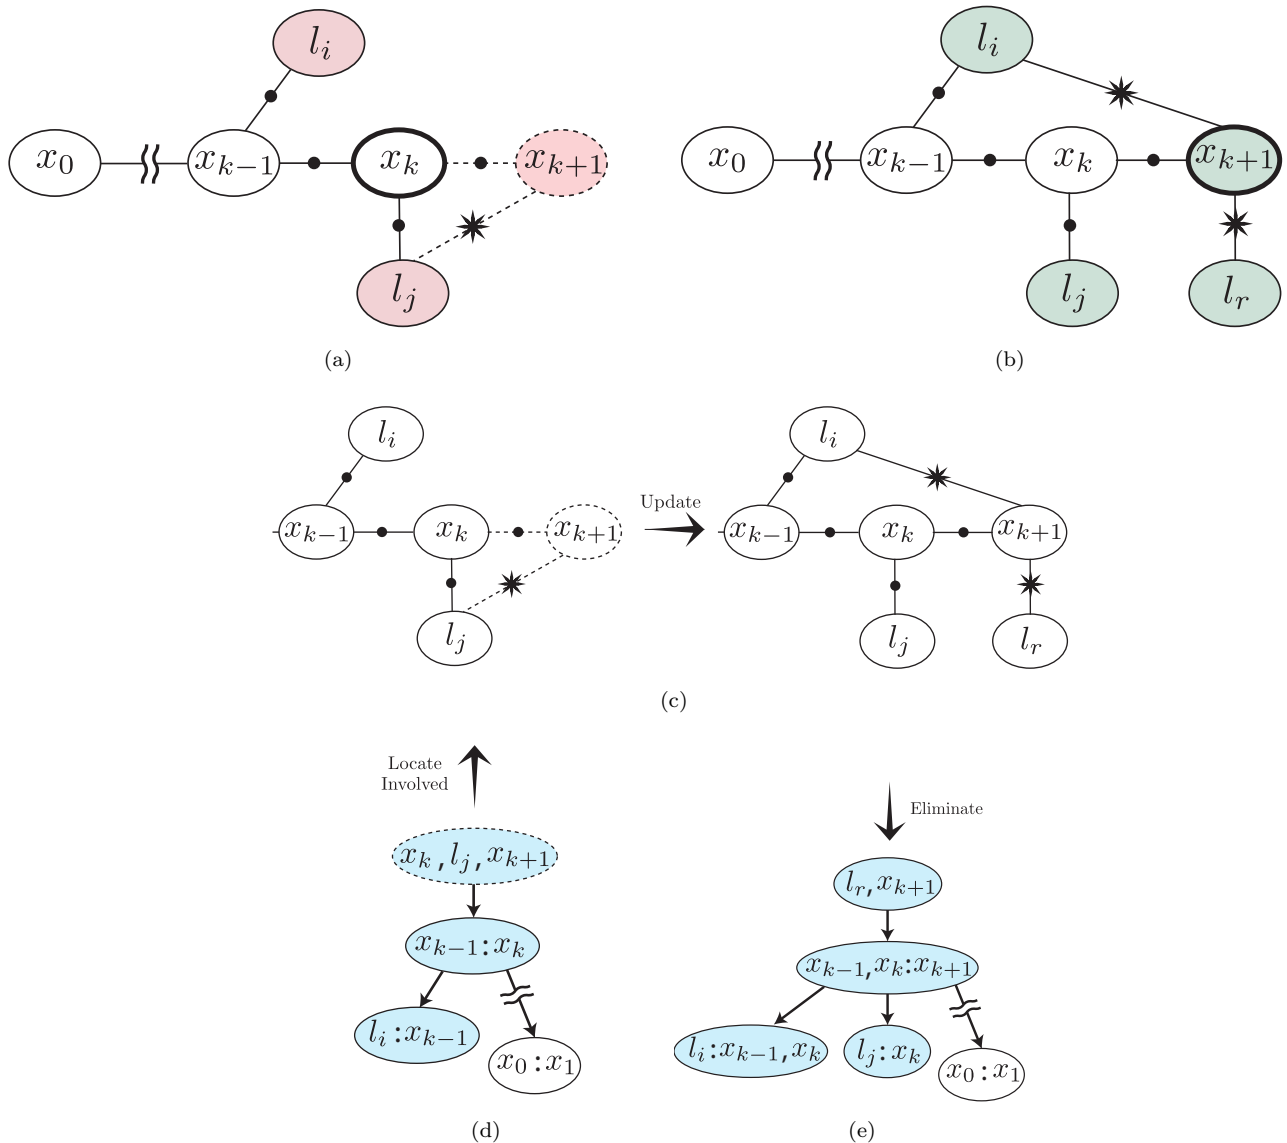 l_i
x_0 x_{k-1} x_k x_{k+1}
l_j
(a)
l_i
x_0 x_{k-1} x_k x_{k+1}
l_j l_r
(b)
l_i
x_{k-1} x_k x_{k+1}
l_j
Update
l_i
x_{k-1} x_k x_{k+1}
l_j l_r
(c)
Locate
Involved
x_k,l_j,x_{k+1}
x_{k-1}:x_k
l_i:x_{k-1}
x_0:x_1
(d)
Eliminate
l_r,x_{k+1}
x_{k-1},x_k:x_{k+1}
l_i:x_{k-1},x_k
l_j:x_k
x_0:x_1
(e)